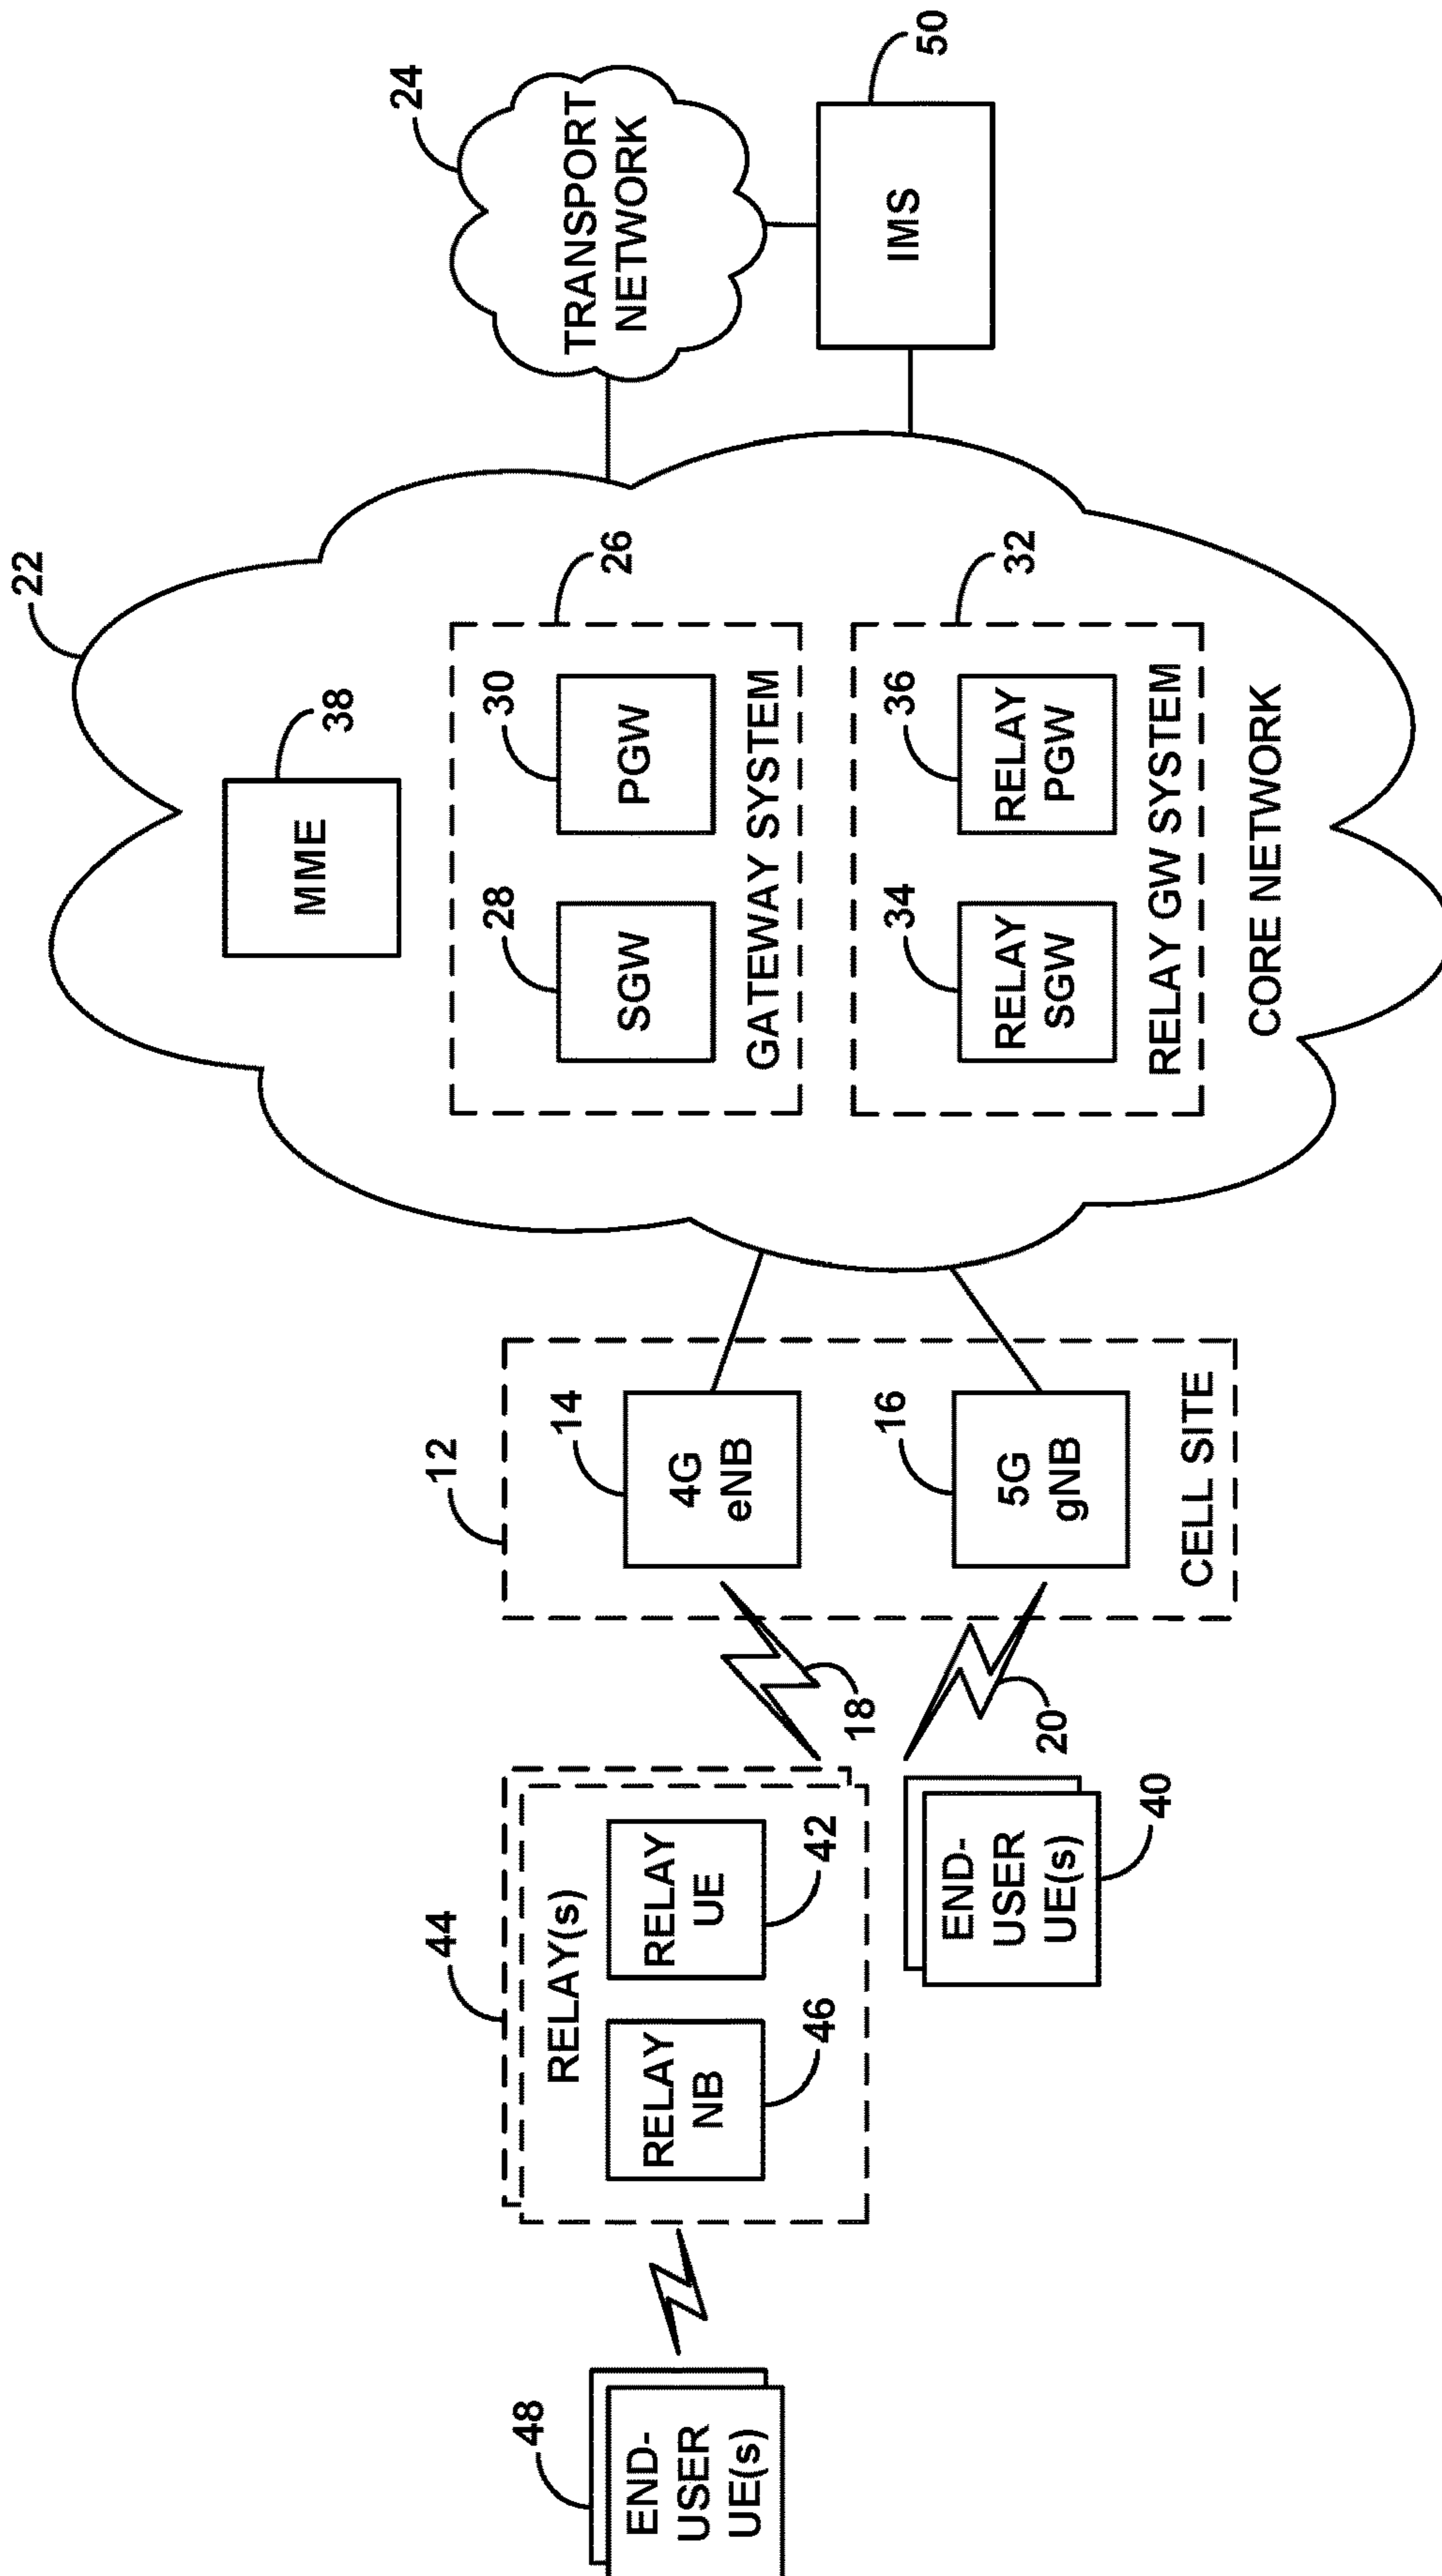 48
END-
USER
UE(s)
44
RELAY(s)
RELAY
NB
46
RELAY
UE
42
END-
USER
UE(s)
40
18
20
12
14
4G
eNB
16
5G
gNB
CELL SITE
22
MME
38
28
SGW
30
PGW
GATEWAY SYSTEM
26
34
RELAY
SGW
36
RELAY
PGW
RELAY GW SYSTEM
32
CORE NETWORK
24
TRANSPORT
NETWORK
IMS
50